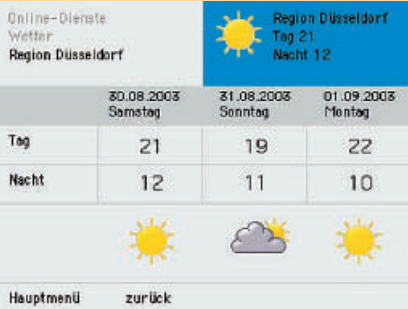 Online-Dienste
Wetter
Region Düsseldorf
Region Düsseldorf
Tag 21
Nacht 12
30.08.2003 31.08.2003 01.09.2003
Samstag Sonntag Montag
Tag 21 19 22
Nacht 12 11 10
Hauptmenü zurück